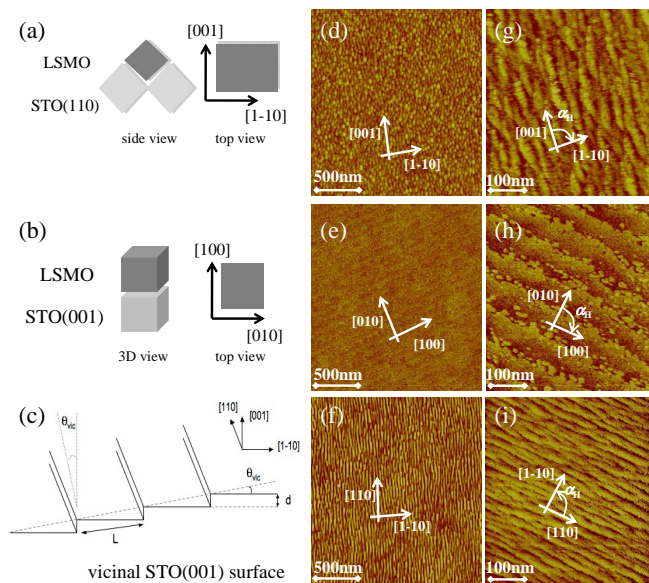 (a)
[001]
LSMO
STO(110)
[1-10]
side view
top view
(b)
[100]
LSMO
STO(001)
[010]
3D view
top view
(c)
θvic
[110]
[001]
[1-10]
θvic
d
L
vicinal STO(001) surface
(d)
[001]
[1-10]
500nm
(e)
[010]
[100]
500nm
(f)
[110]
[1-10]
500nm
(g)
αH
[001]
[1-10]
100nm
(h)
[010]
αH
[100]
100nm
(i)
[1-10]
αH
[110]
100nm